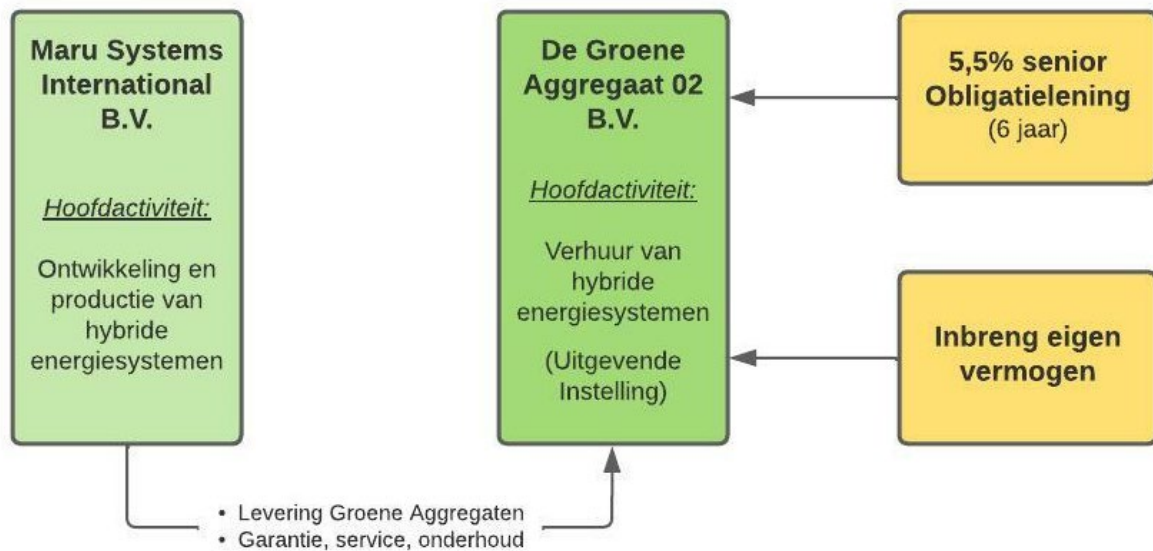 Maru Systems
International
B.V.
Hoofdactiviteit:
Ontwikkeling en
productie van
hybride
energiesystemen
De Groene
Aggregaat 02
B.V.
Hoofdactiviteit:
Verhuur van
hybride
energiesystemen
(Uitgevende
Instelling)
5,5% senior
Obligatielening
(6 jaar)
Inbreng eigen
vermogen
• Levering Groene Aggregaten
• Garantie, service, onderhoud